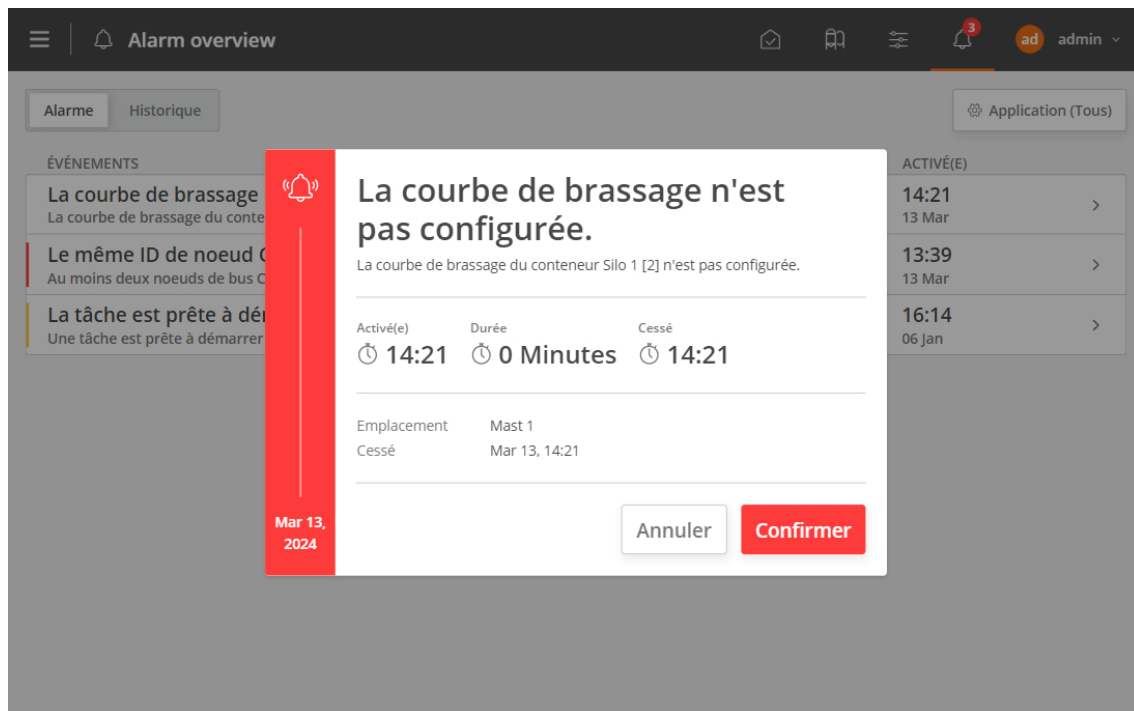 Alarm overview
3
ad admin
Alarme Historique
Application (Tous)
ÉVÉNEMENTS ACTIVÉ(E)
La courbe de brassage
14:21
La courbe de brassage du conte
13 Mar
Le même ID de noeud
13:39
Au moins deux noeuds de bus
13 Mar
La tâche est prête à
16:14
Une tâche est prête à démarrer
06 Jan
La courbe de brassage n'est
pas configurée.
La courbe de brassage du conteneur Silo 1 [2] n'est pas configurée.
Activé(e) Durée Cessé
14:21 0 Minutes 14:21
Emplacement Mast 1
Cessé Mar 13, 14:21
Mar 13,
2024
Annuler Confirmer